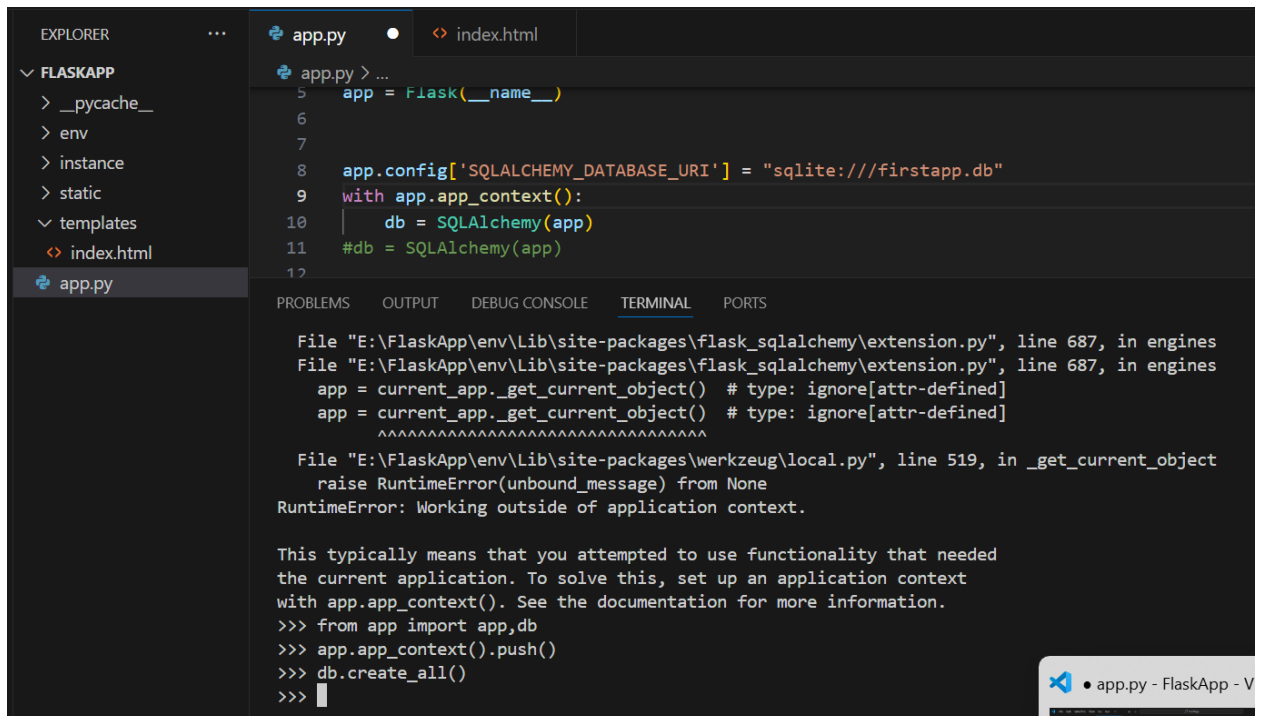 EXPLORER ...
FLASKAPP
__pycache__
env
instance
static
templates
<> index.html
app.py
app.py ● <> index.html
app.py > ...
5 app = Flask(__name__)
6
7
8 app.config['SQLALCHEMY_DATABASE_URI'] = "sqlite:///firstapp.db"
9 with app.app_context():
10 db = SQLAlchemy(app)
11 #db = SQLAlchemy(app)
12
PROBLEMS OUTPUT DEBUG CONSOLE TERMINAL PORTS
File "E:\FlaskApp\env\Lib\site-packages\flask_sqlalchemy\extension.py", line 687, in engines
File "E:\FlaskApp\env\Lib\site-packages\flask_sqlalchemy\extension.py", line 687, in engines
app = current_app._get_current_object() # type: ignore[attr-defined]
app = current_app._get_current_object() # type: ignore[attr-defined]
^^^^^^^^^^^^^^^^^^^^^^^^^^^^^^^^^
File "E:\FlaskApp\env\Lib\site-packages\werkzeug\local.py", line 519, in _get_current_object
raise RuntimeError(unbound_message) from None
RuntimeError: Working outside of application context.
This typically means that you attempted to use functionality that needed
the current application. To solve this, set up an application context
with app.app_context(). See the documentation for more information.
>>> from app import app,db
>>> app.app_context().push()
>>> db.create_all()
>>>
● app.py - FlaskApp - V